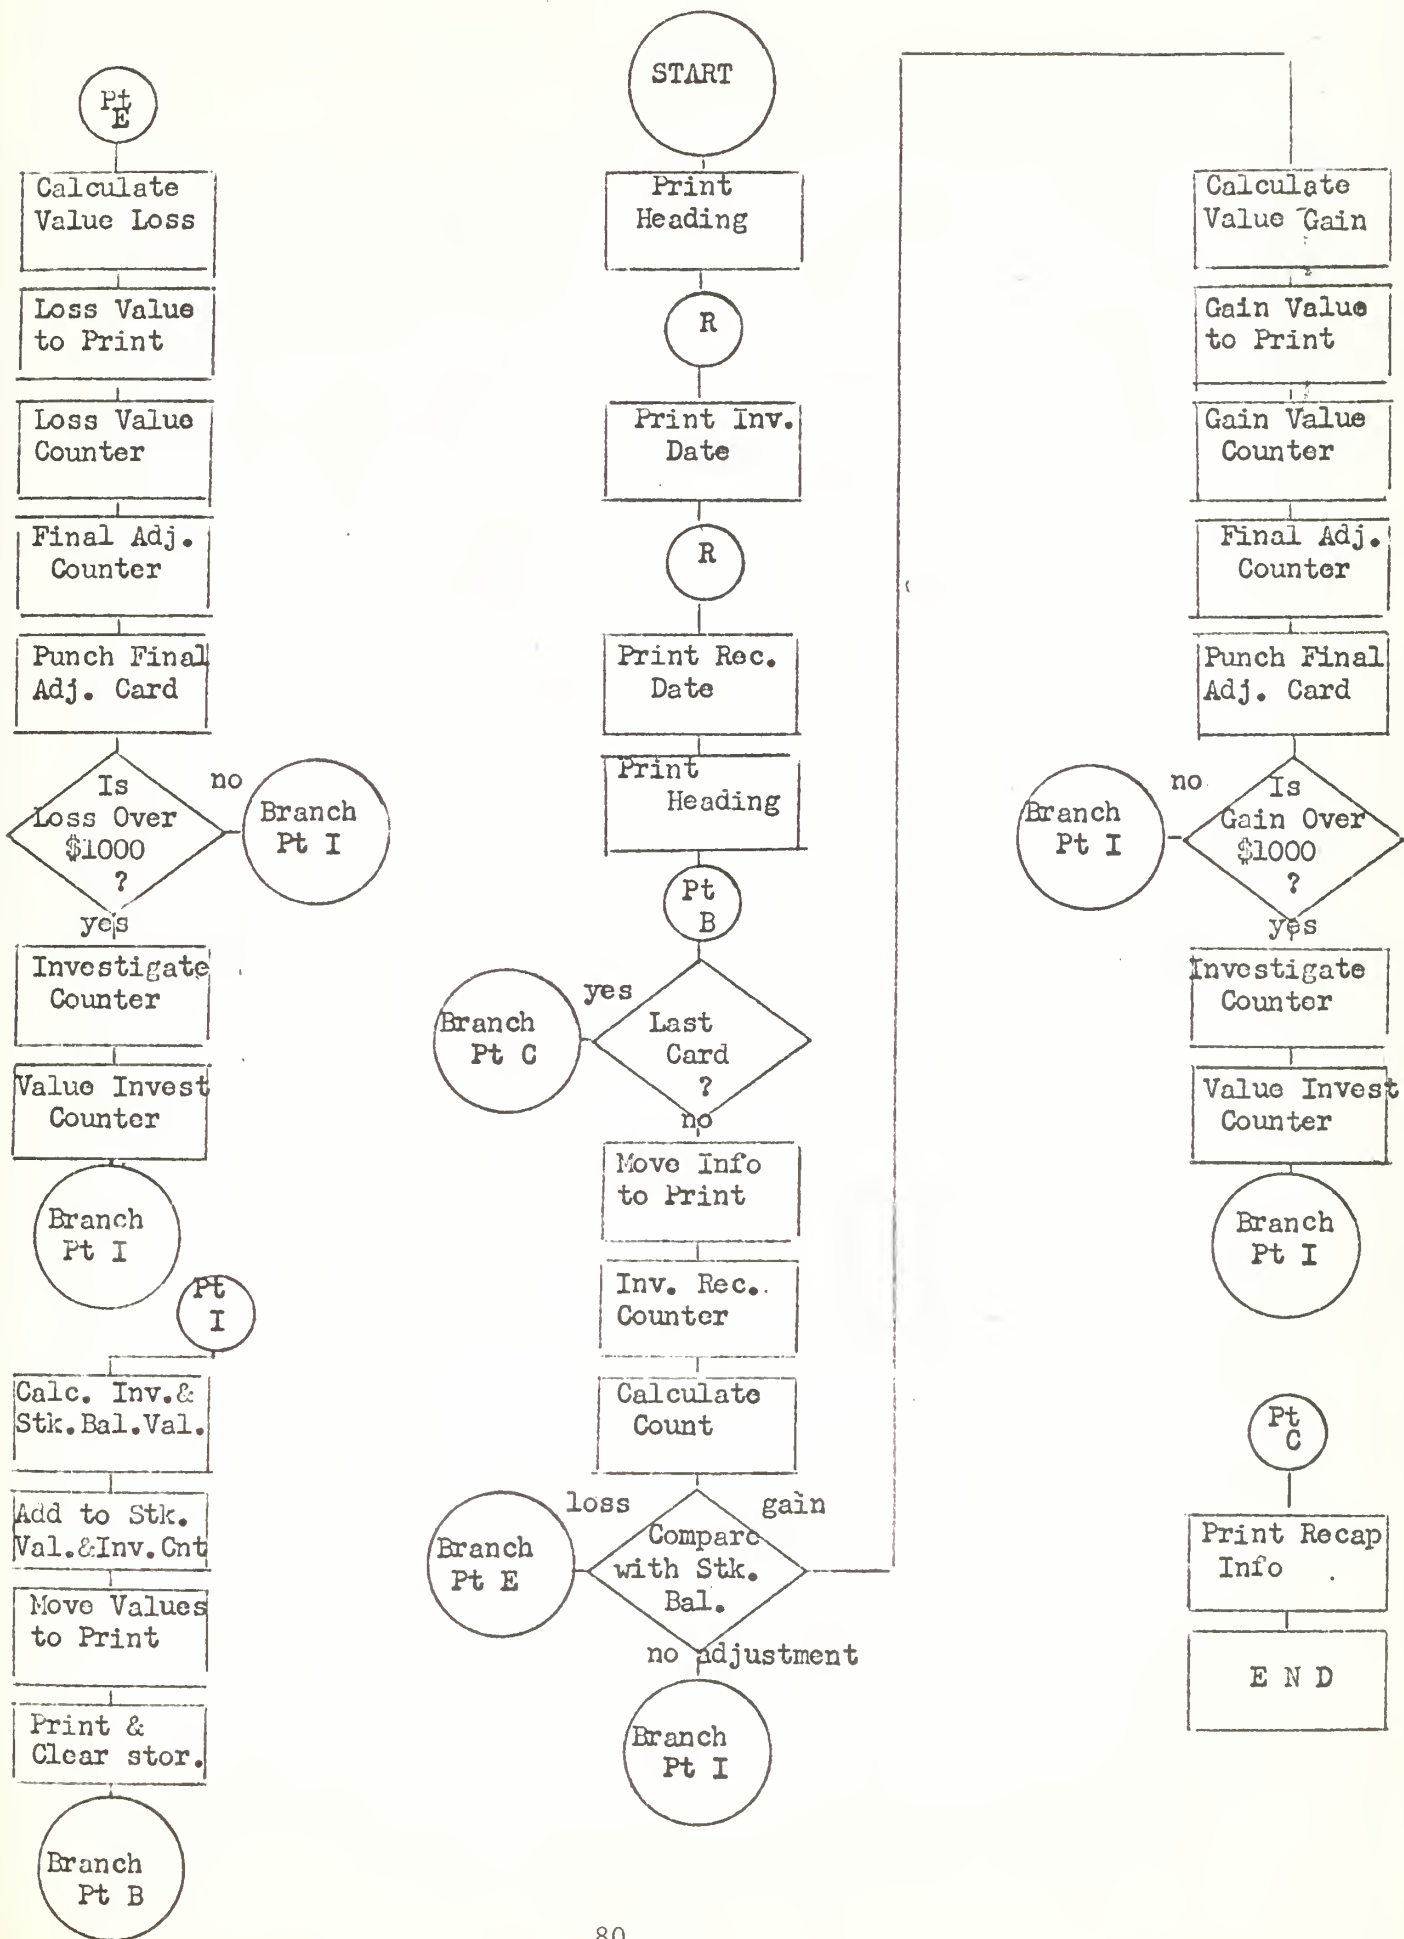 Pt
E
Calculate
Value Loss
Loss Value
to Print
Loss Value
Counter
Final Adj.
Counter
Punch Final
Adj. Card
Is
Loss Over
$1000
?
no
Branch
Pt I
yes
Investigate
Counter
Value Invest
Counter
Branch
Pt I
Pt
I
Calc. Inv.&
Stk.Bal.Val.
Add to Stk.
Val.&Inv.Cnt
Move Values
to Print
Print &
Clear stor.
Branch
Pt B
START
Print
Heading
R
Print Inv.
Date
R
Print Rec.
Date
Print
Heading
Pt
B
Last
Card
?
yes
Branch
Pt C
no
Move Info
to Print
Inv. Rec.
Counter
Calculate
Count
Compare
with Stk.
Bal.
loss
Branch
Pt E
gain
no adjustment
Branch
Pt I
Calculate
Value Gain
Gain Value
to Print
Gain Value
Counter
Final Adj.
Counter
Punch Final
Adj. Card
Is
Gain Over
$1000
?
no
Branch
Pt I
yes
Investigate
Counter
Value Invest
Counter
Branch
Pt I
Pt
C
Print Recap
Info
E N D
80